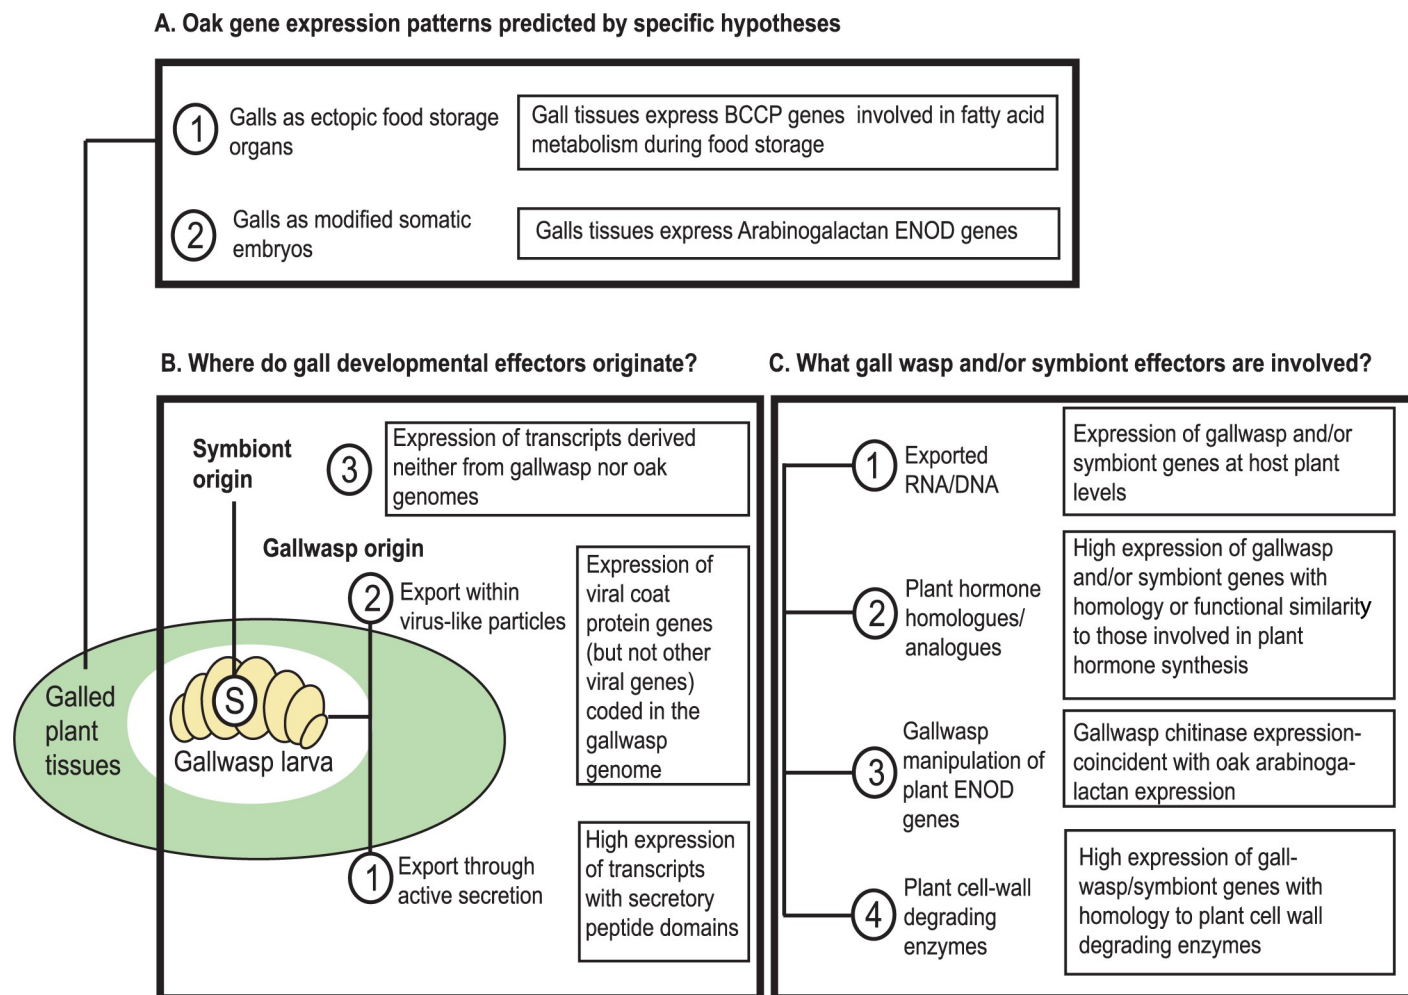 A. Oak gene expression patterns predicted by specific hypotheses
1
Galls as ectopic food storage
organs
Gall tissues express BCCP genes involved in fatty acid
metabolism during food storage
2
Galls as modified somatic
embryos
Galls tissues express Arabinogalactan ENOD genes
B. Where do gall developmental effectors originate?
Symbiont
origin
3
Expression of transcripts derived
neither from gallwasp nor oak
genomes
Gallwasp origin
2
Export within
virus-like particles
Expression of
viral coat
protein genes
(but not other
viral genes)
coded in the
gallwasp
genome
Galled
plant
tissues
S
Gallwasp larva
1
Export through
active secretion
High expression
of transcripts
with secretory
peptide domains
C. What gall wasp and/or symbiont effectors are involved?
1
Exported
RNA/DNA
Expression of gallwasp and/or
symbiont genes at host plant
levels
2
Plant hormone
homologues/
analogues
High expression of gallwasp
and/or symbiont genes with
homology or functional similarity
to those involved in plant
hormone synthesis
3
Gallwasp
manipulation of
plant ENOD
genes
Gallwasp chitinase expression-
coincident with oak arabinoga-
lactan expression
4
Plant cell-wall
degrading
enzymes
High expression of gall-
wasp/symbiont genes with
homology to plant cell wall
degrading enzymes